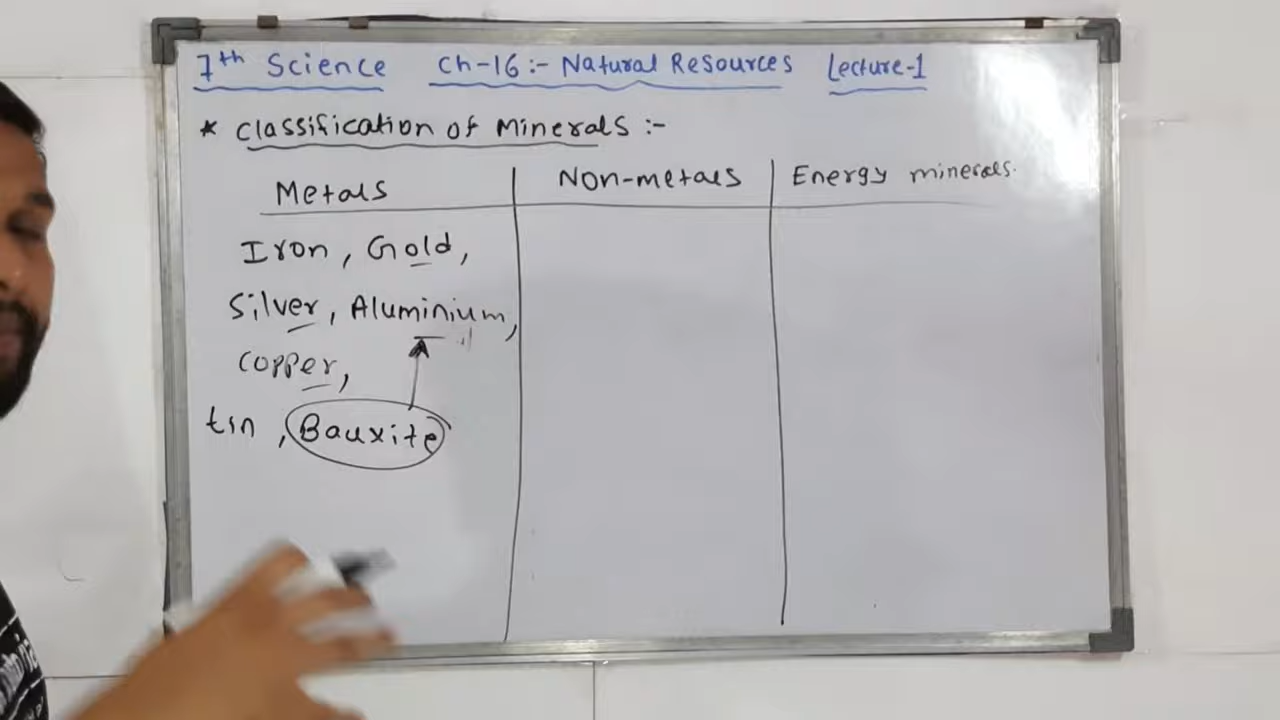 7th Science Ch-16:- Natural Resources Lecture-1
* Classification of Minerals :-
Metals Non-metals Energy minerals.
Iron, Gold,
Silver, Aluminium,
Copper,
tin, Bauxite